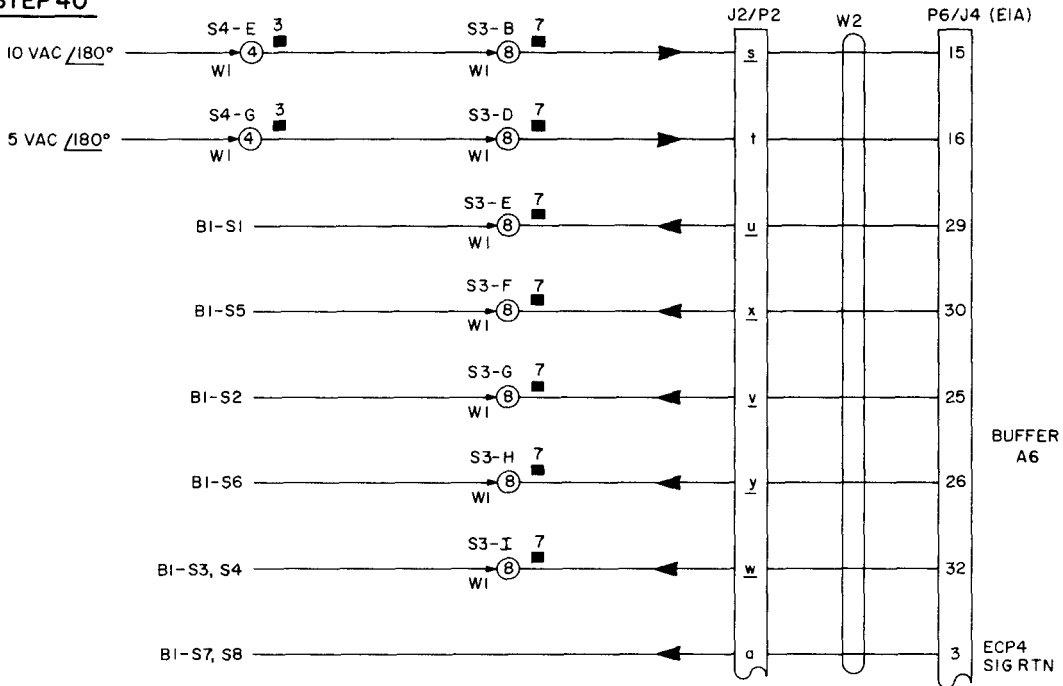 STEP 40
J2/P2 W2 P6/J4 (EIA)
S4-E 3 S3-B 7
10 VAC /180° 4 8 s 15
W1 W1
S4-G 3 S3-D 7
5 VAC /180° 4 8 t 16
W1 W1
S3-E 7
B1-S1 8 u 29
W1
S3-F 7
B1-S5 8 x 30
W1
S3-G 7
B1-S2 8 v 25
W1
BUFFER
A6
S3-H 7
B1-S6 8 y 26
W1
S3-I 7
B1-S3, S4 8 w 32
W1
B1-S7, S8 a 3 ECP4
SIG RTN